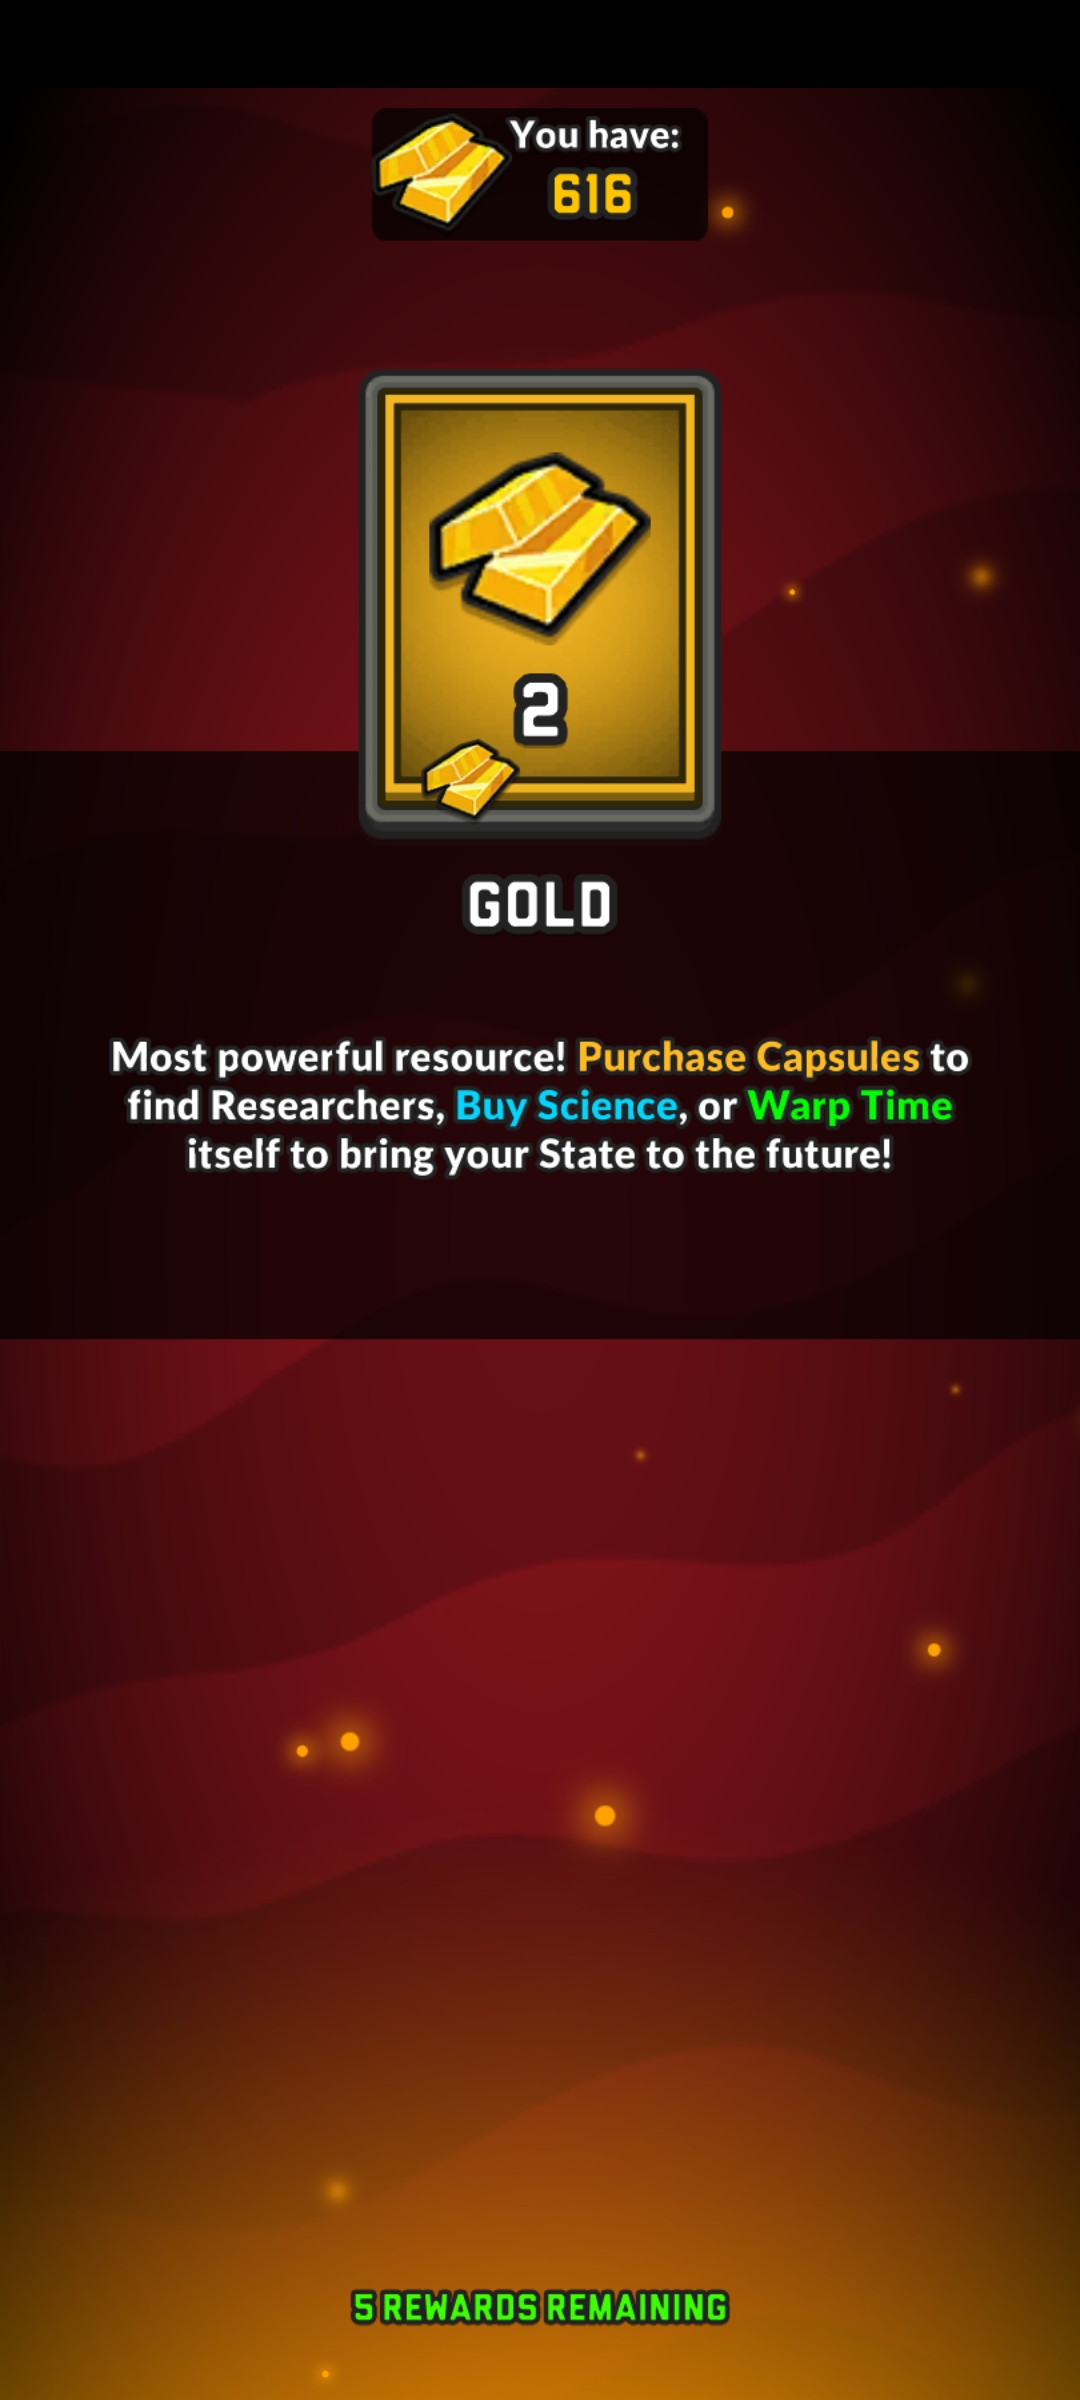 You have:
616
2
GOLD
Most powerful resource! Purchase Capsules to
find Researchers, Buy Science, or Warp Time
itself to bring your State to the future!
5 REWARDS REMAINING